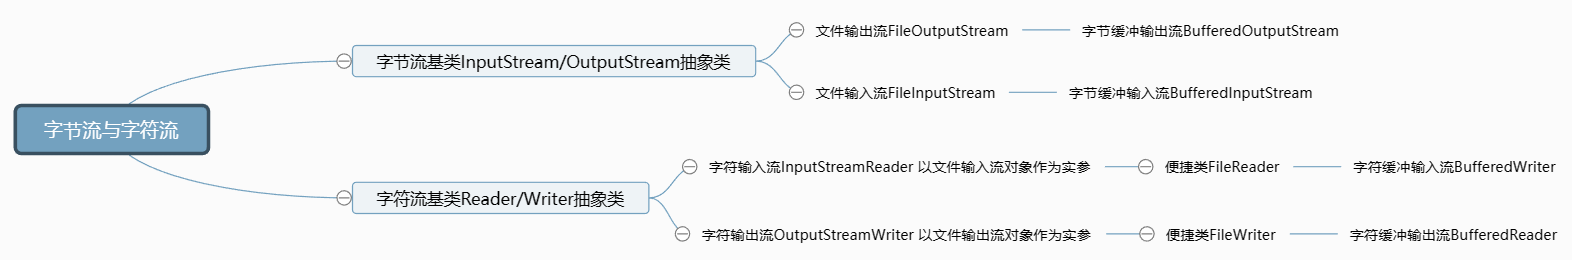 字节流与字符流
字节流基类InputStream/OutputStream抽象类
文件输出流FileOutputStream
字节缓冲输出流BufferedOutputStream
文件输入流FileInputStream
字节缓冲输入流BufferedInputStream
字符流基类Reader/Writer抽象类
字符输入流InputStreamReader 以文件输入流对象作为实参
便捷类FileReader
字符缓冲输入流BufferedWriter
字符输出流OutputStreamWriter 以文件输出流对象作为实参
便捷类FileWriter
字符缓冲输出流BufferedReader